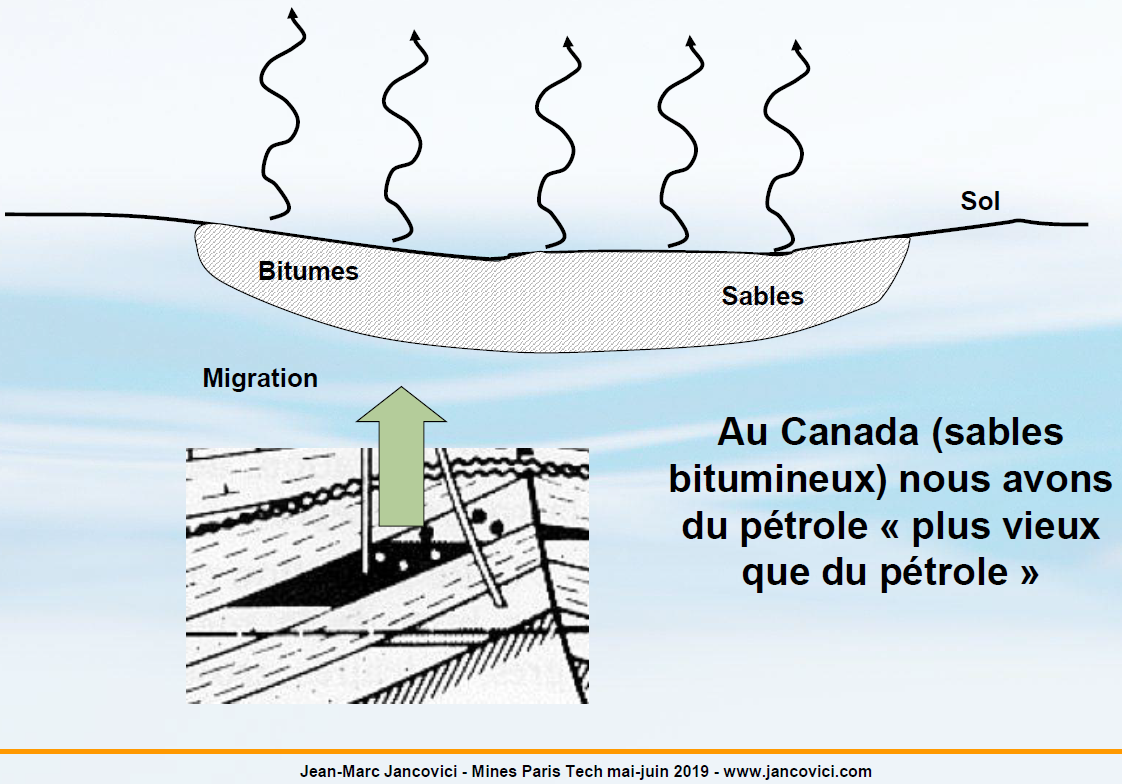 Sol
Bitumes
Sables
Migration
Au Canada (sables
bitumineux) nous avons
du pétrole « plus vieux
que du pétrole »
Jean-Marc Jancovici - Mines Paris Tech mai-juin 2019 - www.jancovici.com